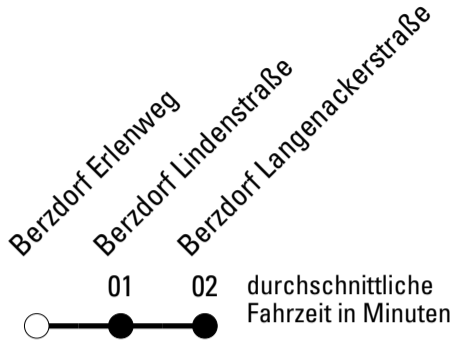 Berzdorf Erlenweg
Berzdorf Lindenstraße
Berzdorf Langenackerstraße
01 02 durchschnittliche
Fahrzeit in Minuten